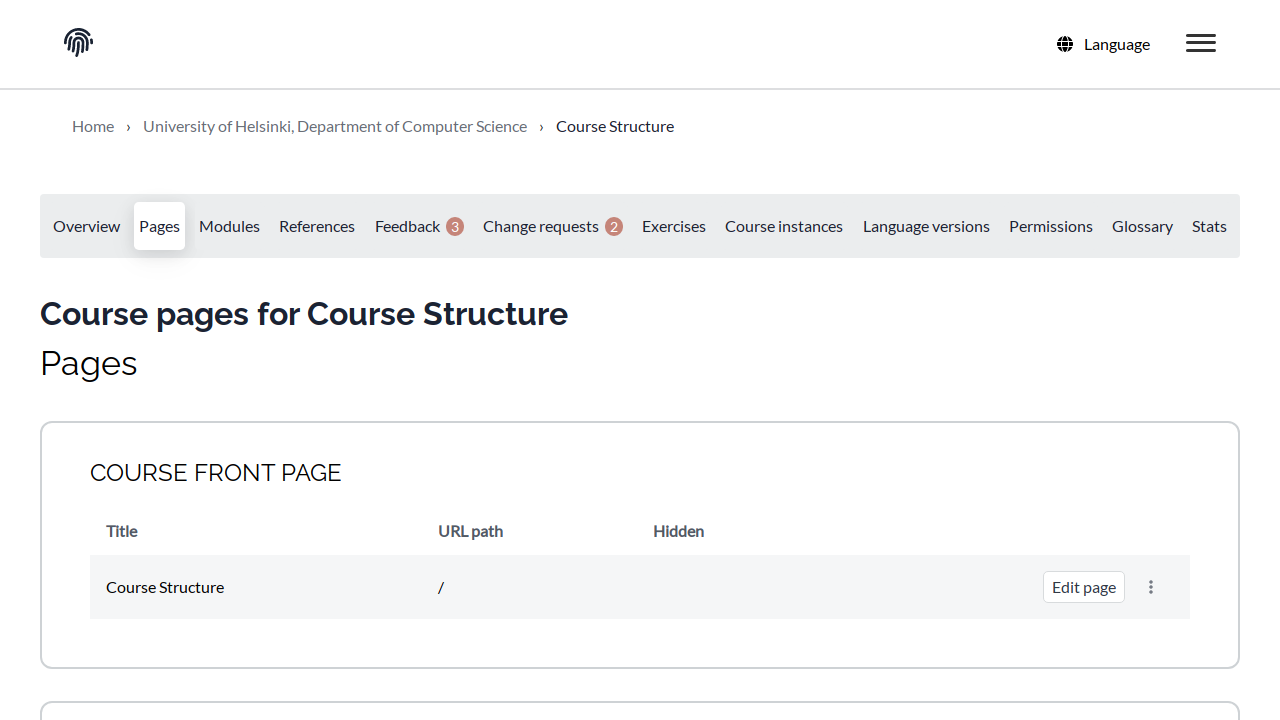 Language
Home › University of Helsinki, Department of Computer Science › Course Structure
Overview Pages Modules References Feedback 3 Change requests 2 Exercises Course instances Language versions Permissions Glossary Stats
Course pages for Course Structure
Pages
COURSE FRONT PAGE
Title URL path Hidden
Course Structure / Edit page